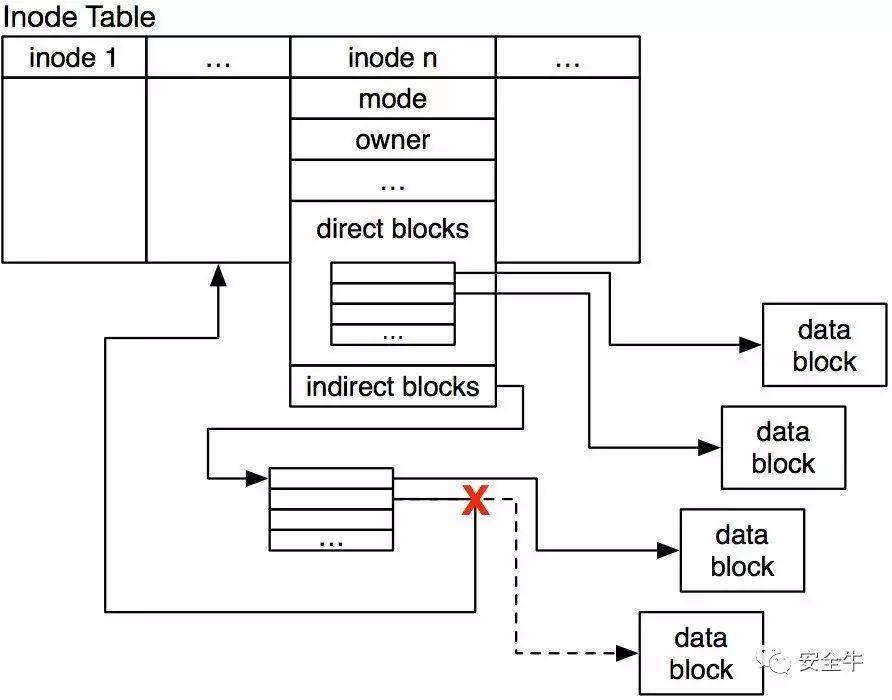 Inode Table
inode 1
...
inode n
...
mode
owner
...
direct blocks
...
indirect blocks
...
X
data
block
data
block
data
block
data
block
安全牛